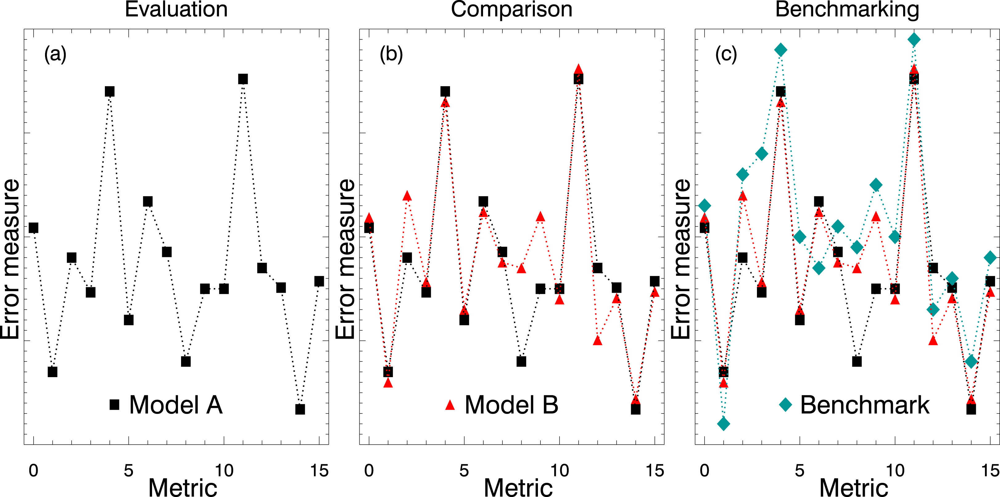 Evaluation
Comparison
Benchmarking
(a)
(b)
(c)
Error measure
Error measure
Error measure
Model A
Model B
Benchmark
0 5 10 15
0 5 10 15
0 5 10 15
Metric
Metric
Metric